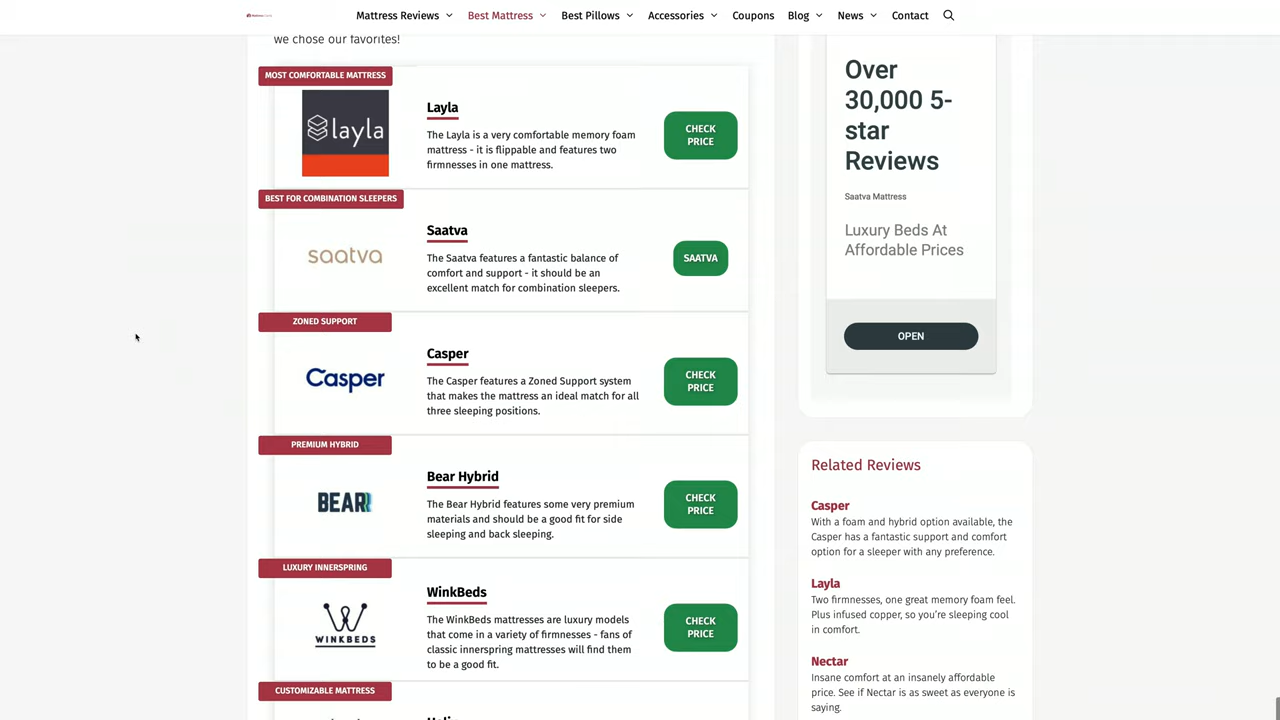 Mattress Reviews
Best Mattress
Best Pillows
Accessories
Coupons
Blog
News
Contact
we chose our favorites!
MOST COMFORTABLE MATTRESS
layla
Layla
The Layla is a very comfortable memory foam
mattress - it is flippable and features two
firmnesses in one mattress.
CHECK
PRICE
BEST FOR COMBINATION SLEEPERS
saatva
Saatva
The Saatva features a fantastic balance of
comfort and support - it should be an
excellent match for combination sleepers.
SAATVA
ZONED SUPPORT
Casper
Casper
The Casper features a Zoned Support system
that makes the mattress an ideal match for all
three sleeping positions.
CHECK
PRICE
PREMIUM HYBRID
BEAR
Bear Hybrid
The Bear Hybrid features some very premium
materials and should be a good fit for side
sleeping and back sleeping.
CHECK
PRICE
LUXURY INNERSPRING
WINKBEDS
WinkBeds
The WinkBeds mattresses are luxury models
that come in a variety of firmnesses - fans of
classic innerspring mattresses will find them
to be a good fit.
CHECK
PRICE
CUSTOMIZABLE MATTRESS
Over
30,000 5-
star
Reviews
Saatva Mattress
Luxury Beds At
Affordable Prices
OPEN
Related Reviews
Casper
With a foam and hybrid option available, the
Casper has a fantastic support and comfort
option for a sleeper with any preference.
Layla
Two firmnesses, one great memory foam feel.
Plus infused copper, so you're sleeping cool
in comfort.
Nectar
Insane comfort at an insanely affordable
price. See if Nectar is as sweet as everyone is
saying.